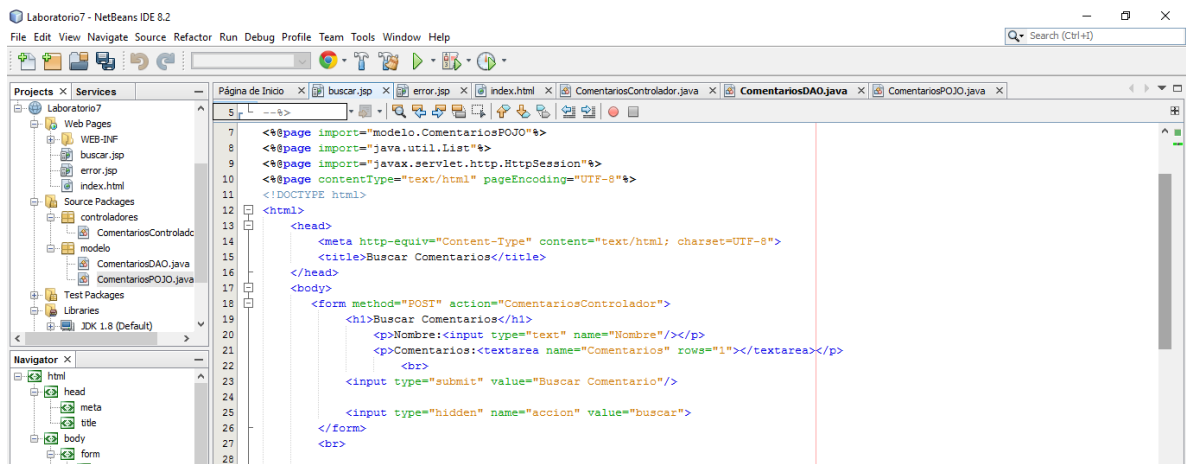 Laboratorio7 - NetBeans IDE 8.2
File Edit View Navigate Source Refactor Run Debug Profile Team Tools Window Help
Search (Ctrl+I)
Projects × Services
Página de Inicio × buscar.jsp × error.jsp × index.html × ComentariosControlador.java × ComentariosDAO.java × ComentariosPOJO.java ×
Laboratorio7
Web Pages
WEB-INF
buscar.jsp
error.jsp
index.html
Source Packages
controladores
ComentariosControladc
modelo
ComentariosDAO.java
ComentariosPOJO.java
Test Packages
Libraries
JDK 1.8 (Default)
Navigator ×
html
head
meta
title
body
form
5 --%>
7 <%@page import="modelo.ComentariosPOJO"%>
8 <%@page import="java.util.List"%>
9 <%@page import="javax.servlet.http.HttpSession"%>
10 <%@page contentType="text/html" pageEncoding="UTF-8"%>
11 <!DOCTYPE html>
12 <html>
13 <head>
14 <meta http-equiv="Content-Type" content="text/html; charset=UTF-8">
15 <title>Buscar Comentarios</title>
16 </head>
17 <body>
18 <form method="POST" action="ComentariosControlador">
19 <h1>Buscar Comentarios</h1>
20 <p>Nombre:<input type="text" name="Nombre"/></p>
21 <p>Comentarios:<textarea name="Comentarios" rows="1"></textarea></p>
22 <br>
23 <input type="submit" value="Buscar Comentario"/>
24
25 <input type="hidden" name="accion" value="buscar">
26 </form>
27 <br>
28